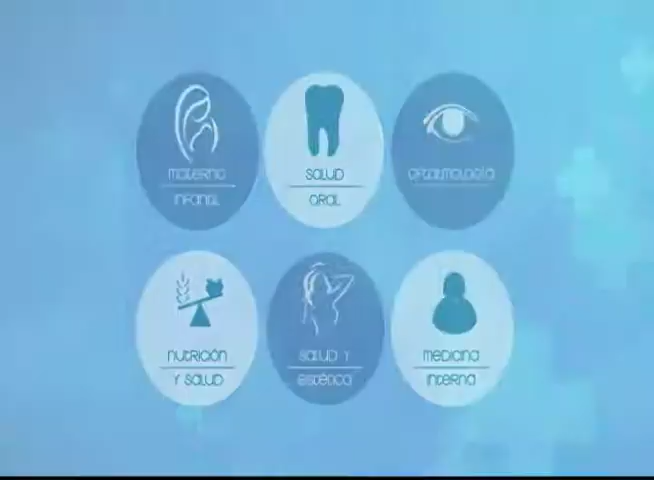 materno
infantil
salud
oral
oftalmología
nutrición
y salud
salud y
estética
medicina
interna